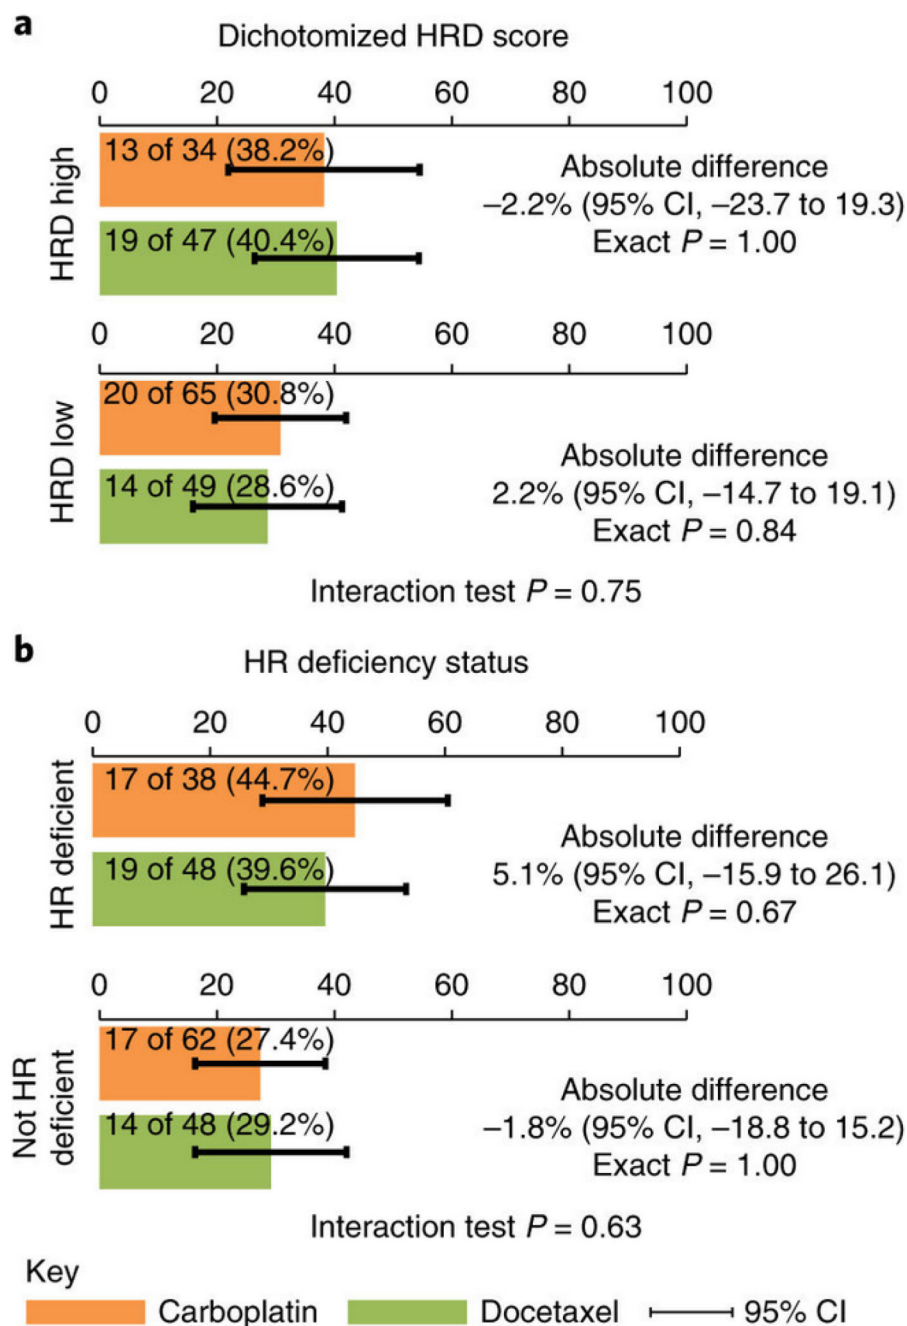 a
Dichotomized HRD score
0 20 40 60 80 100
HRD high
13 of 34 (38.2%)
19 of 47 (40.4%)
Absolute difference
–2.2% (95% CI, –23.7 to 19.3)
Exact P = 1.00
0 20 40 60 80 100
HRD low
20 of 65 (30.8%)
14 of 49 (28.6%)
Absolute difference
2.2% (95% CI, –14.7 to 19.1)
Exact P = 0.84
Interaction test P = 0.75
b
HR deficiency status
0 20 40 60 80 100
HR deficient
17 of 38 (44.7%)
19 of 48 (39.6%)
Absolute difference
5.1% (95% CI, –15.9 to 26.1)
Exact P = 0.67
0 20 40 60 80 100
Not HR
deficient
17 of 62 (27.4%)
14 of 48 (29.2%)
Absolute difference
–1.8% (95% CI, –18.8 to 15.2)
Exact P = 1.00
Interaction test P = 0.63
Key
Carboplatin Docetaxel 95% CI